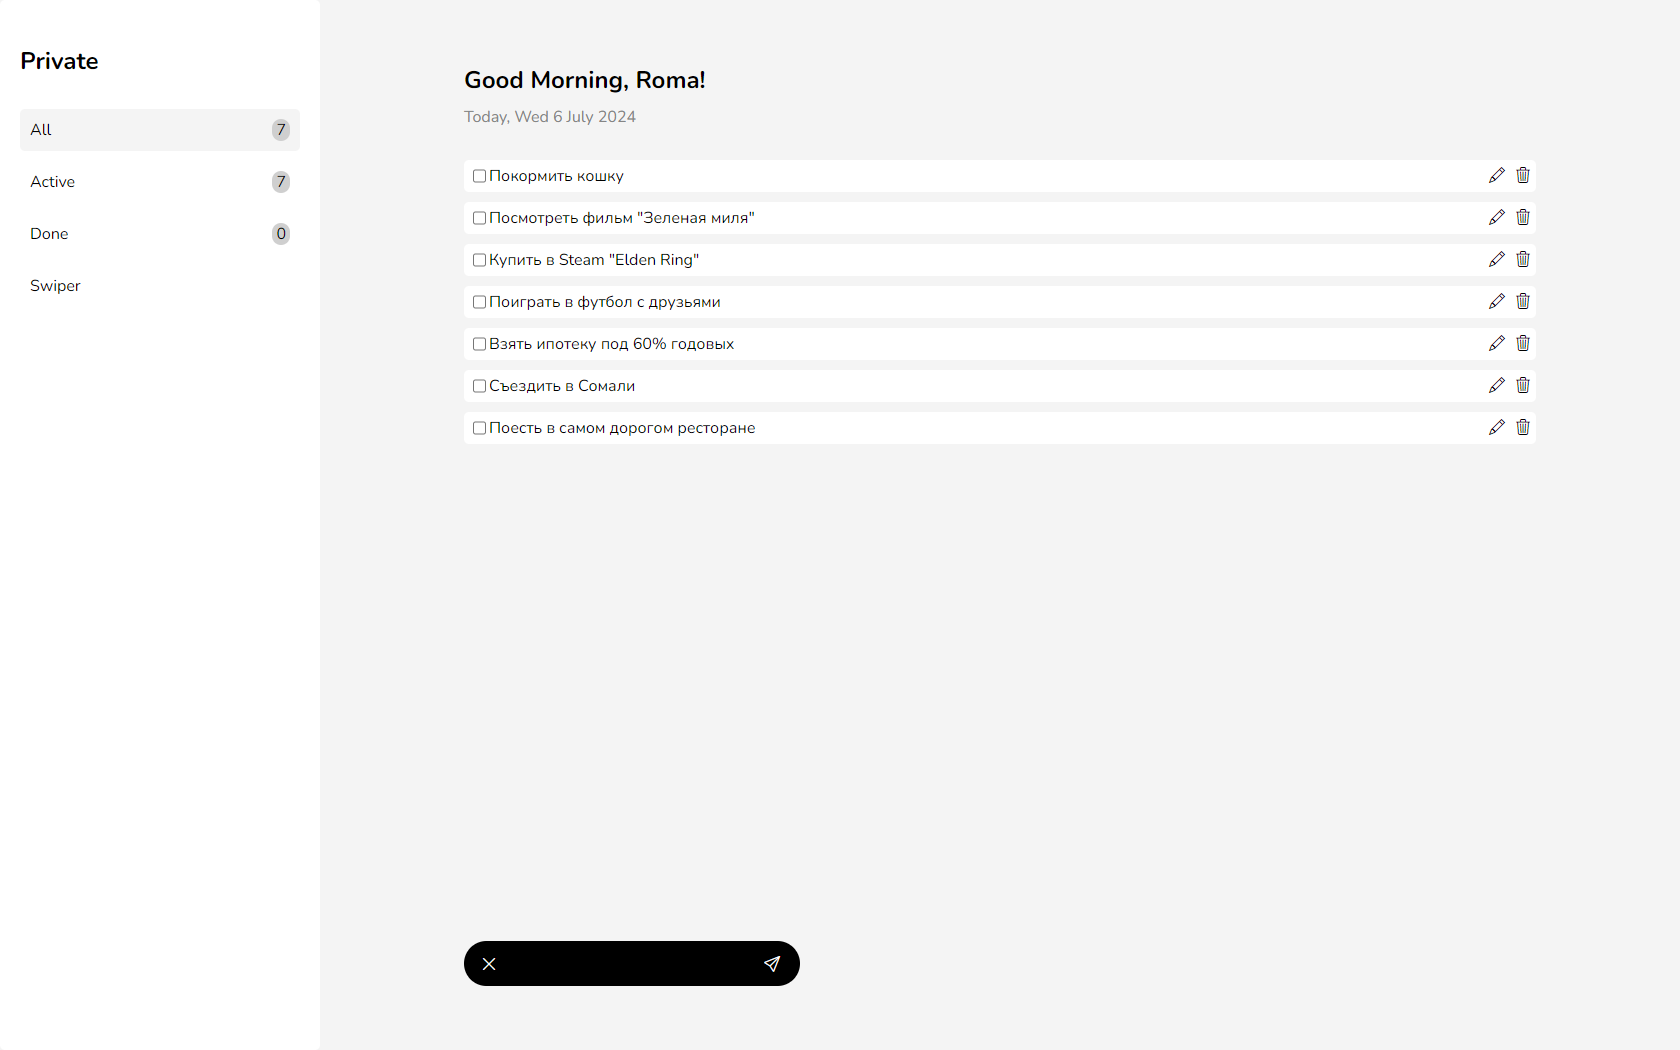 Private
All 7
Active 7
Done 0
Swiper
Good Morning, Roma!
Today, Wed 6 July 2024
Покормить кошку
Посмотреть фильм "Зеленая миля"
Купить в Steam "Elden Ring"
Поиграть в футбол с друзьями
Взять ипотеку под 60% годовых
Съездить в Сомали
Поесть в самом дорогом ресторане